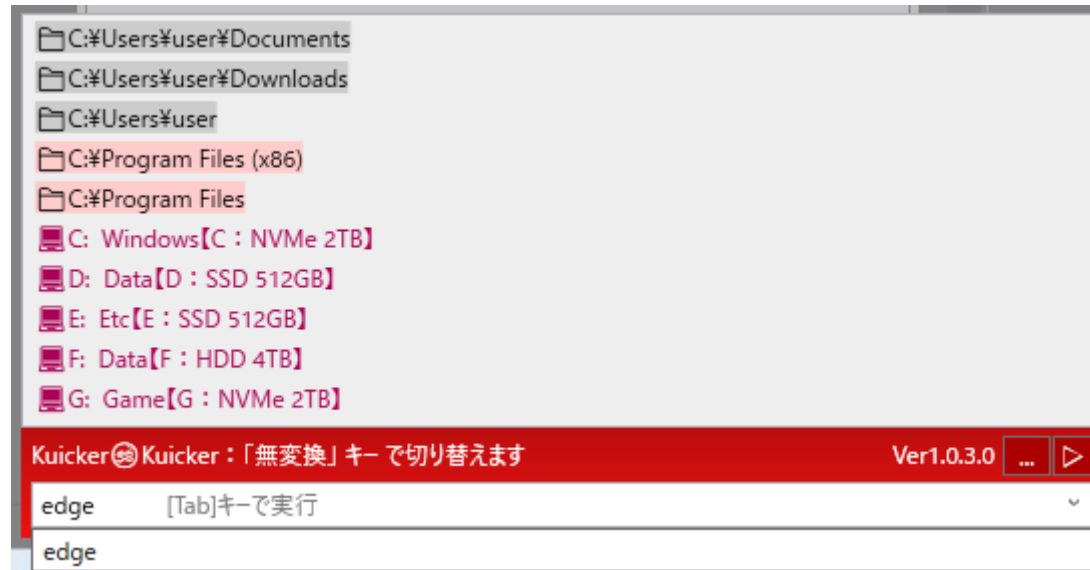 C:¥Users¥user¥Documents
C:¥Users¥user¥Downloads
C:¥Users¥user
C:¥Program Files (x86)
C:¥Program Files
C: Windows【C：NVMe 2TB】
D: Data【D：SSD 512GB】
E: Etc【E：SSD 512GB】
F: Data【F：HDD 4TB】
G: Game【G：NVMe 2TB】
Kuicker Kuicker：「無変換」キー で切り替えます Ver1.0.3.0 ...
edge [Tab]キーで実行
edge